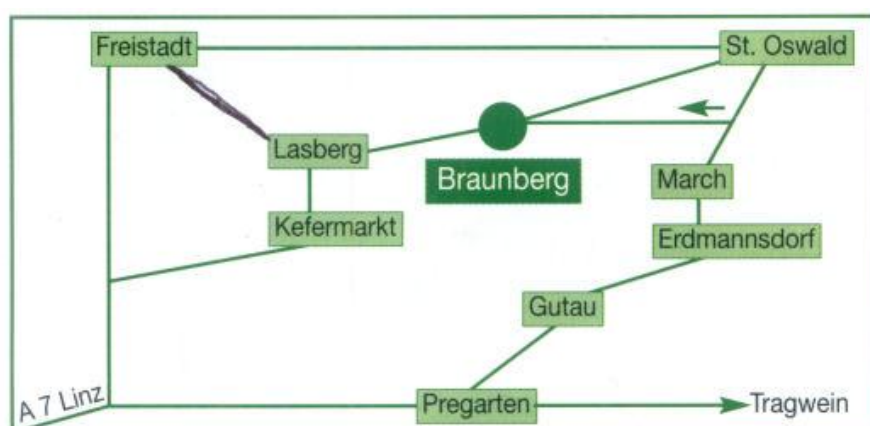 Freistadt
St. Oswald
Lasberg
Braunberg
March
Kefermarkt
Erdmannsdorf
Gutau
A 7 Linz
Pregarten
Tragwein